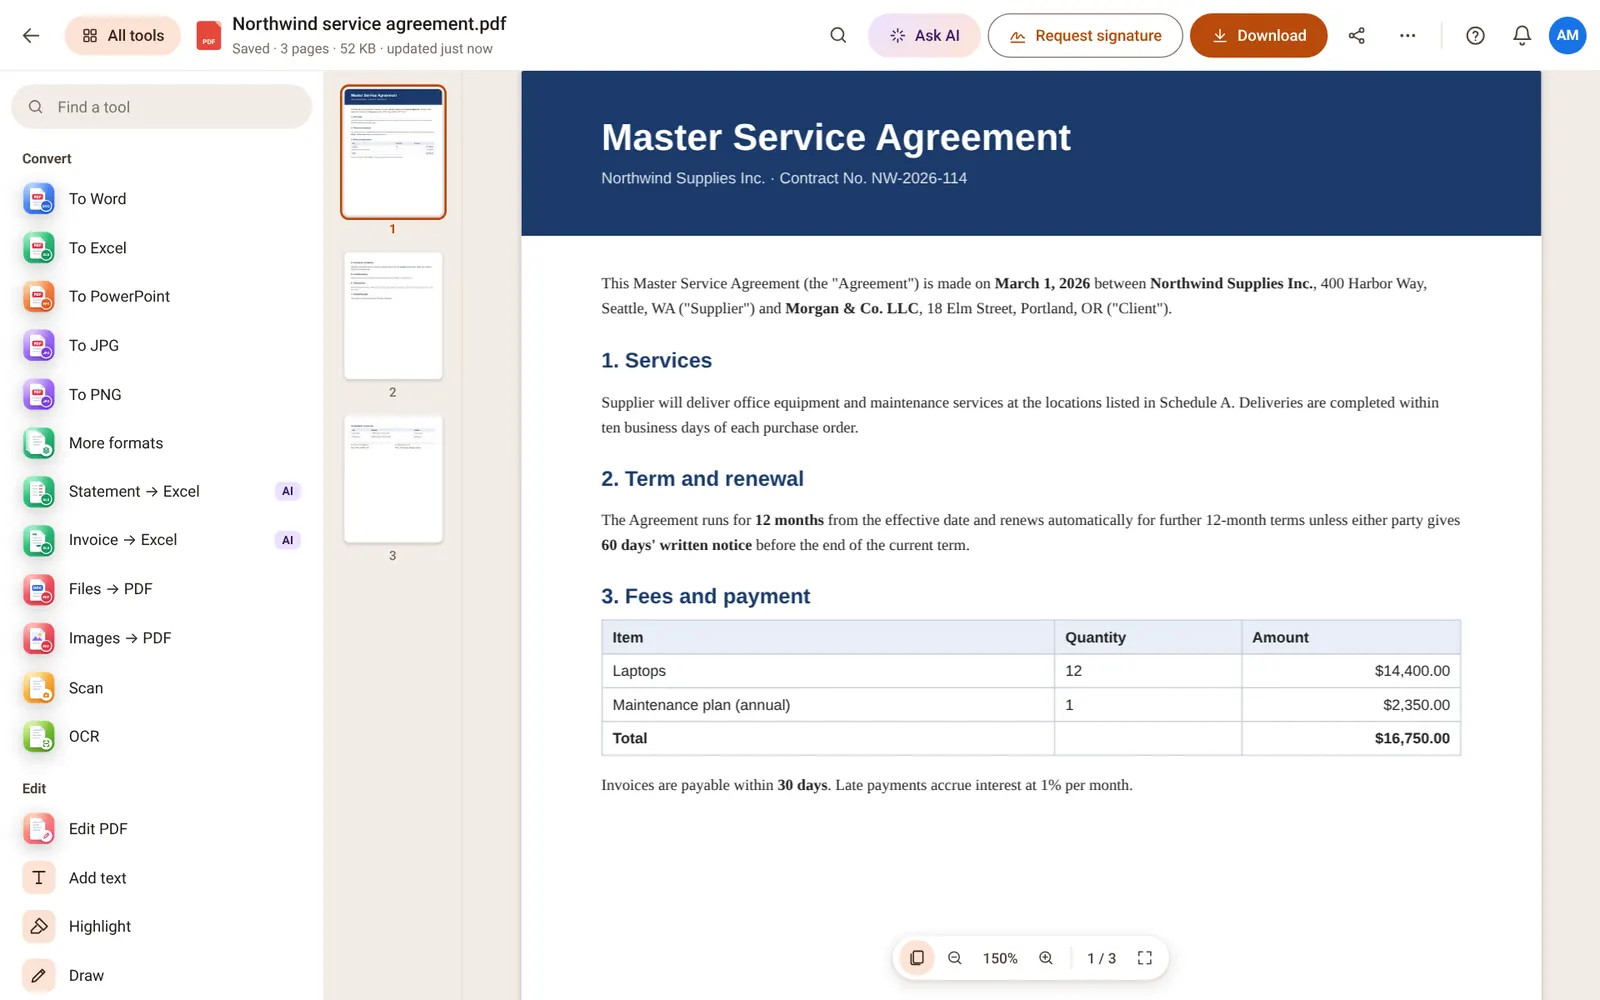 All tools
PDF
Northwind service agreement.pdf
Saved · 3 pages · 52 KB · updated just now
Ask AI
Request signature
Download
AM
Find a tool
Convert
To Word
To Excel
To PowerPoint
To JPG
To PNG
More formats
Statement → Excel AI
Invoice → Excel AI
Files → PDF
Images → PDF
Scan
OCR
Edit
Edit PDF
Add text
Highlight
Draw
1
2
3
Master Service Agreement
Northwind Supplies Inc. · Contract No. NW-2026-114
This Master Service Agreement (the "Agreement") is made on March 1, 2026 between Northwind Supplies Inc., 400 Harbor Way,
Seattle, WA ("Supplier") and Morgan & Co. LLC, 18 Elm Street, Portland, OR ("Client").
1. Services
Supplier will deliver office equipment and maintenance services at the locations listed in Schedule A. Deliveries are completed within
ten business days of each purchase order.
2. Term and renewal
The Agreement runs for 12 months from the effective date and renews automatically for further 12-month terms unless either party gives
60 days' written notice before the end of the current term.
3. Fees and payment
Item Quantity Amount
Laptops 12 $14,400.00
Maintenance plan (annual) 1 $2,350.00
Total $16,750.00
Invoices are payable within 30 days. Late payments accrue interest at 1% per month.
150%
1 / 3